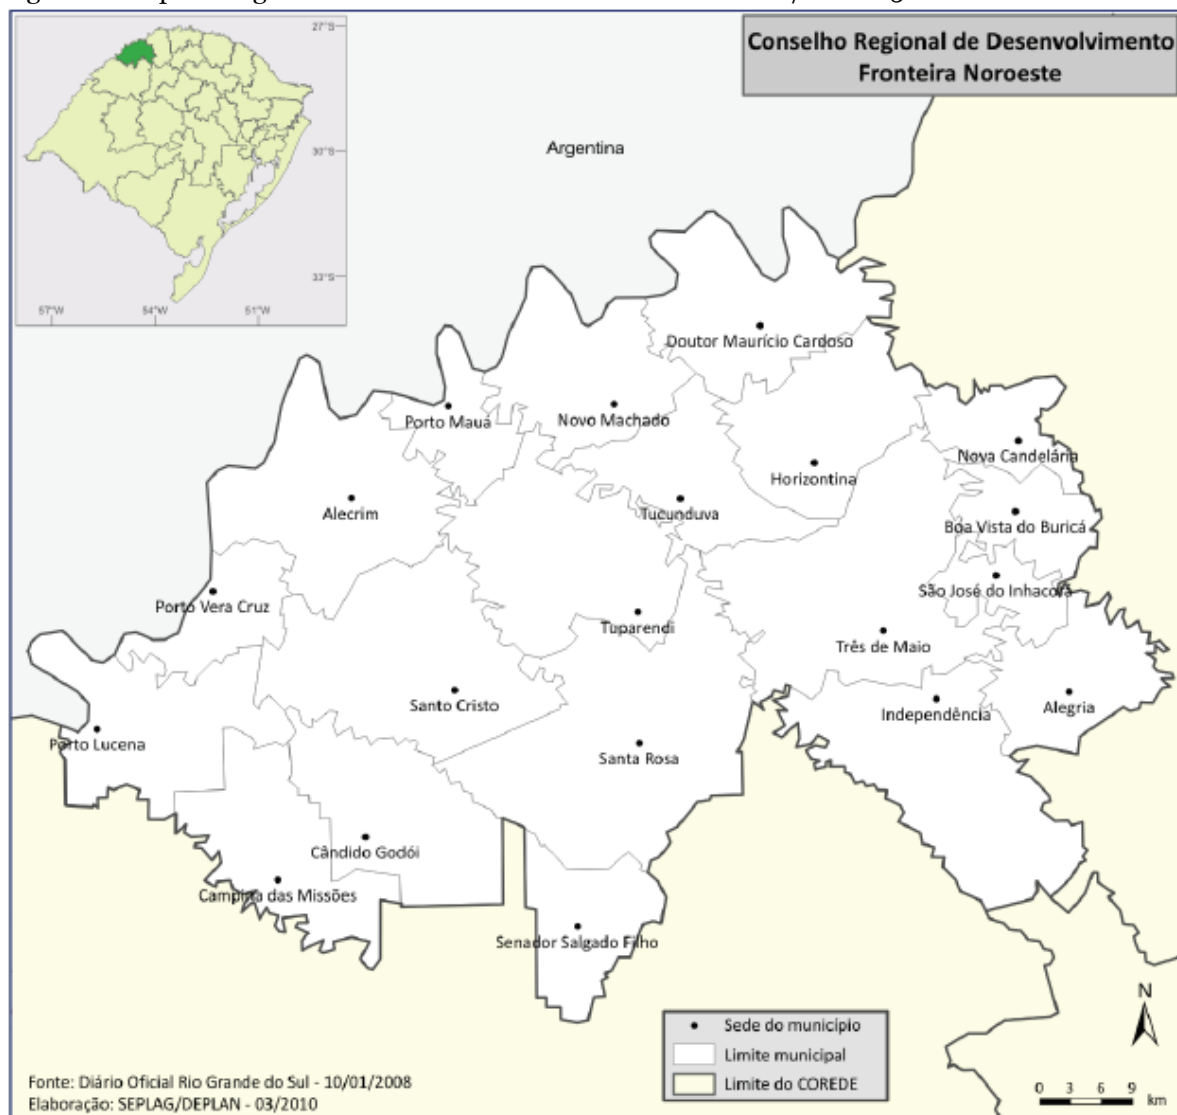 Conselho Regional de Desenvolvimento
Fronteira Noroeste
27°S
30°S
33°S
57°W
54°W
51°W
Argentina
Doutor Maurício Cardoso
Porto Mauá
Novo Machado
Nova Candelária
Horizontina
Alecrim
Tucunduva
Boa Vista do Buricá
São José do Inhacorá
Porto Vera Cruz
Tuparendi
Três de Maio
Santo Cristo
Independência
Alegria
Porto Lucena
Santa Rosa
Cândido Godói
Campina das Missões
Senador Salgado Filho
N
Sede do município
Limite municipal
Limite do COREDE
0 3 6 9
km
Fonte: Diário Oficial Rio Grande do Sul - 10/01/2008
Elaboração: SEPLAG/DEPLAN - 03/2010